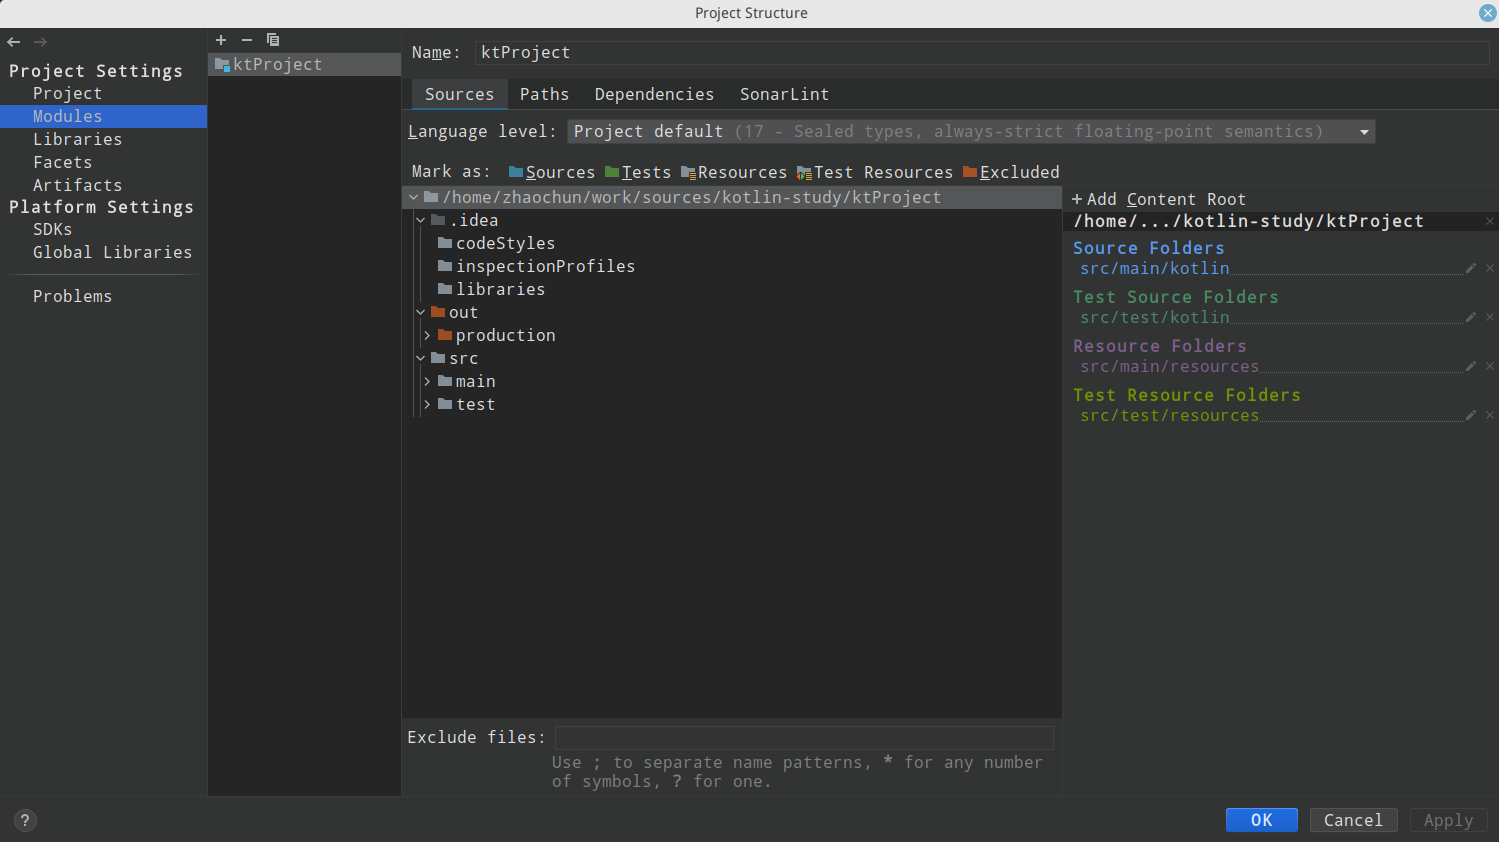 Project Structure
Project Settings
Project
Modules
Libraries
Facets
Artifacts
Platform Settings
SDKs
Global Libraries
Problems
ktProject
Name: ktProject
Sources Paths Dependencies SonarLint
Language level: Project default (17 - Sealed types, always-strict floating-point semantics)
Mark as: Sources Tests Resources Test Resources Excluded
/home/zhaochun/work/sources/kotlin-study/ktProject
.idea
codeStyles
inspectionProfiles
libraries
out
production
src
main
test
+ Add Content Root
/home/.../kotlin-study/ktProject
Source Folders
src/main/kotlin
Test Source Folders
src/test/kotlin
Resource Folders
src/main/resources
Test Resource Folders
src/test/resources
Exclude files:
Use ; to separate name patterns, * for any number
of symbols, ? for one.
?
OK Cancel Apply